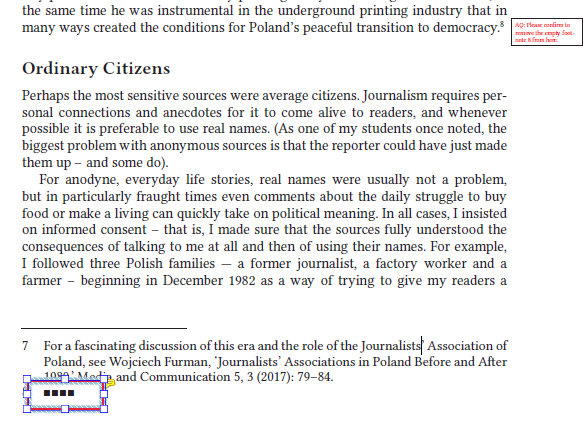 the same time he was instrumental in the underground printing industry that in
many ways created the conditions for Poland's peaceful transition to democracy.8
AQ: Please confirm to
remove the empty foot-
note 8 from here.
Ordinary Citizens
Perhaps the most sensitive sources were average citizens. Journalism requires per-
sonal connections and anecdotes for it to come alive to readers, and whenever
possible it is preferable to use real names. (As one of my students once noted, the
biggest problem with anonymous sources is that the reporter could have just made
them up – and some do).
For anodyne, everyday life stories, real names were usually not a problem,
but in particularly fraught times even comments about the daily struggle to buy
food or make a living can quickly take on political meaning. In all cases, I insisted
on informed consent – that is, I made sure that the sources fully understood the
consequences of talking to me at all and then of using their names. For example,
I followed three Polish families — a former journalist, a factory worker and a
farmer – beginning in December 1982 as a way of trying to give my readers a
7 For a fascinating discussion of this era and the role of the Journalists' Association of
Poland, see Wojciech Furman, 'Journalists' Associations in Poland Before and After
1989,' Media and Communication 5, 3 (2017): 79–84.